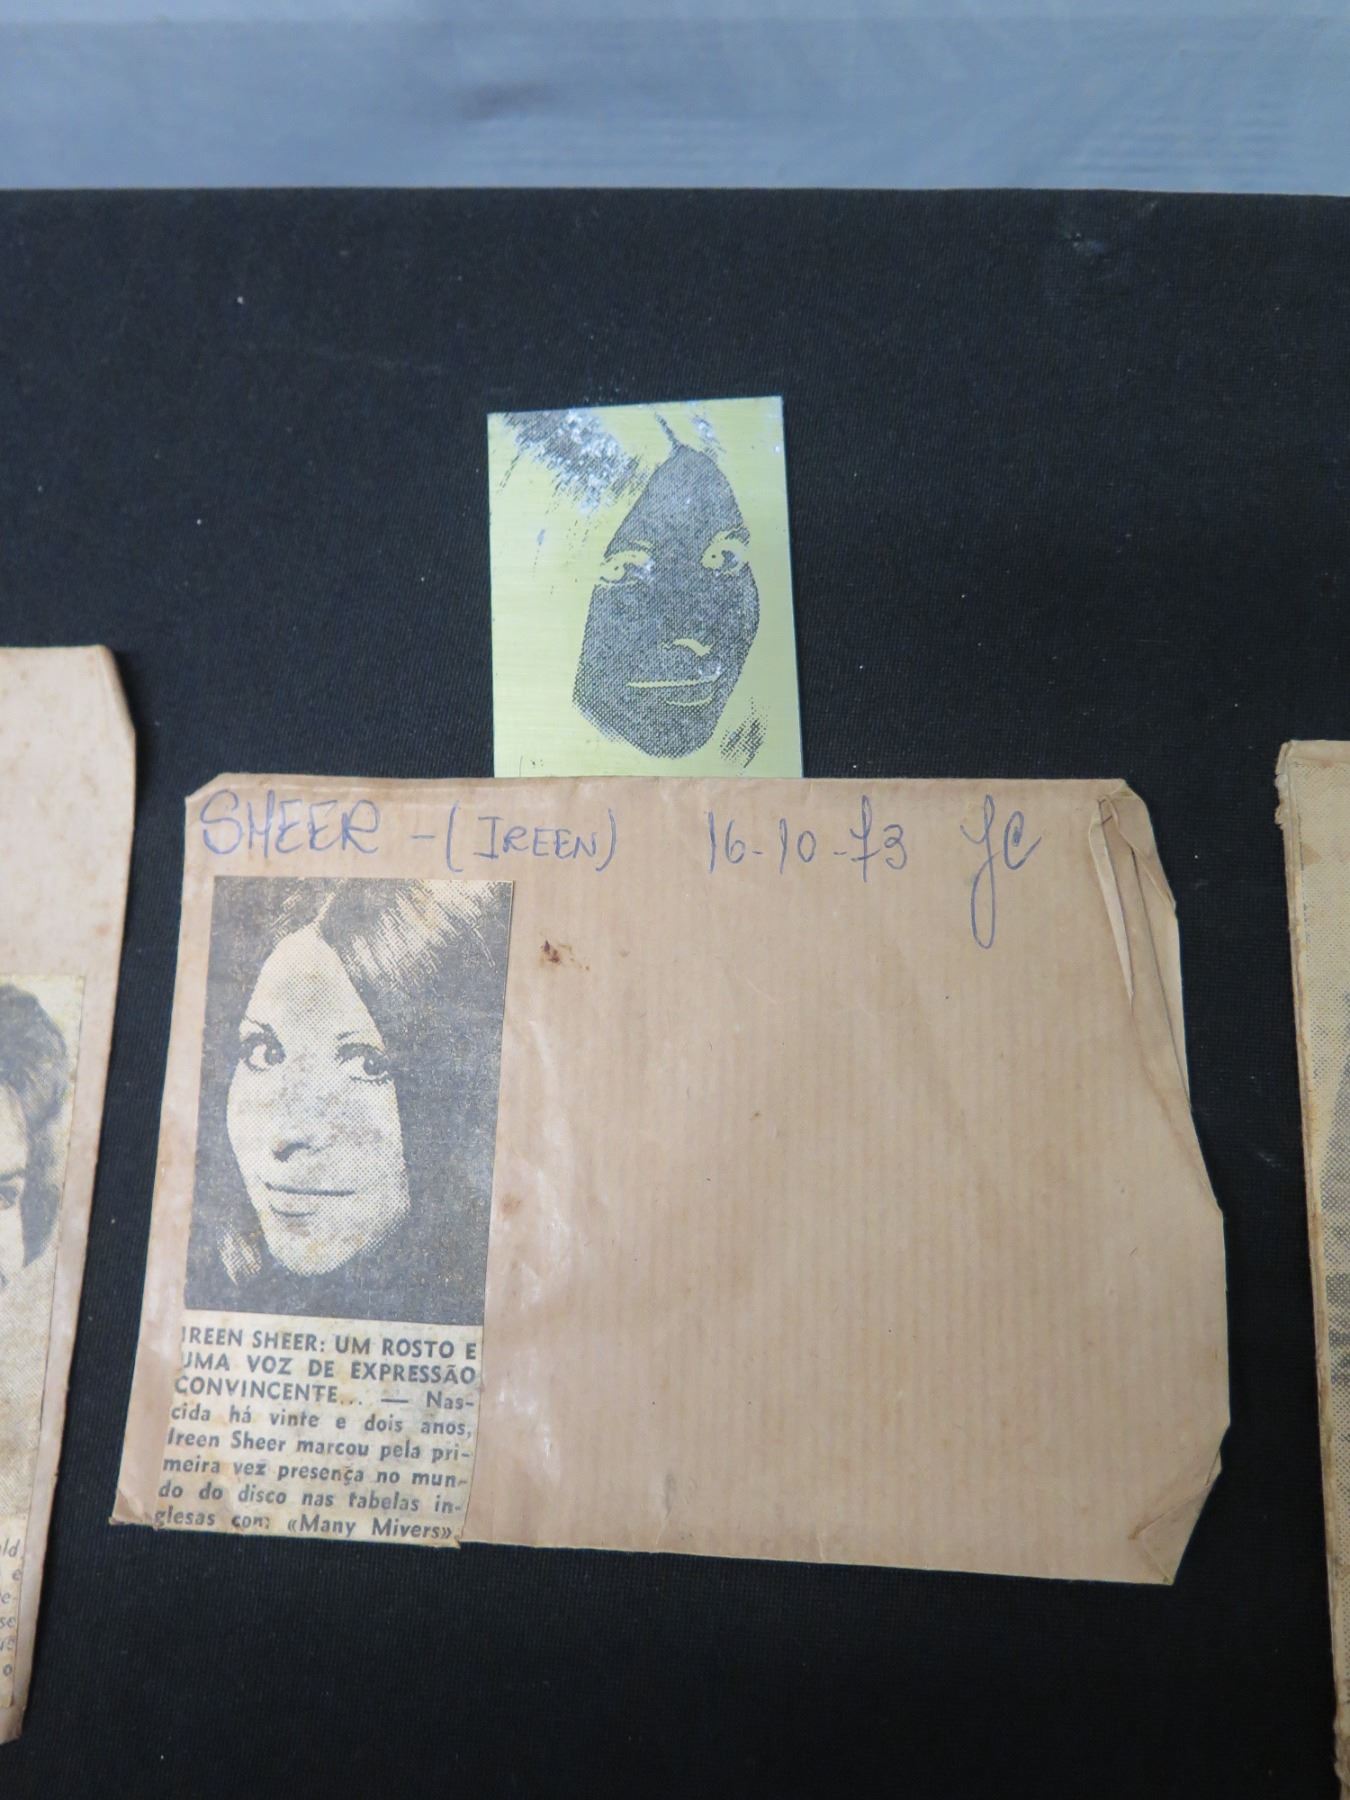 SHEER - (IREEN) 16-10-73 JC
IREEN SHEER: UM ROSTO E
UMA VOZ DE EXPRESSÃO
CONVINCENTE... — Nas-
cida há vinte e dois anos,
Ireen Sheer marcou pela pri-
meira vez presença no mun-
do do disco nas tabelas in-
glesas com «Many Mivers»